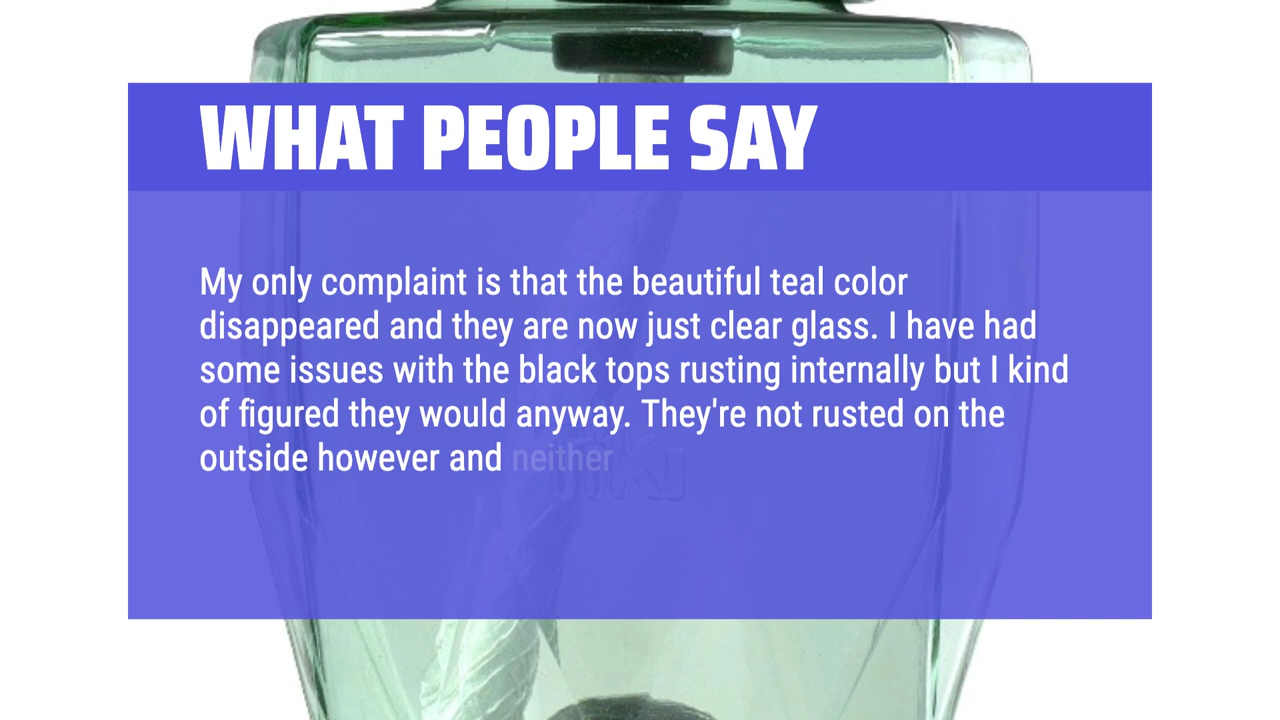 WHAT PEOPLE SAY
My only complaint is that the beautiful teal color
disappeared and they are now just clear glass. I have had
some issues with the black tops rusting internally but I kind
of figured they would anyway. They're not rusted on the
outside however and neither
TIKI